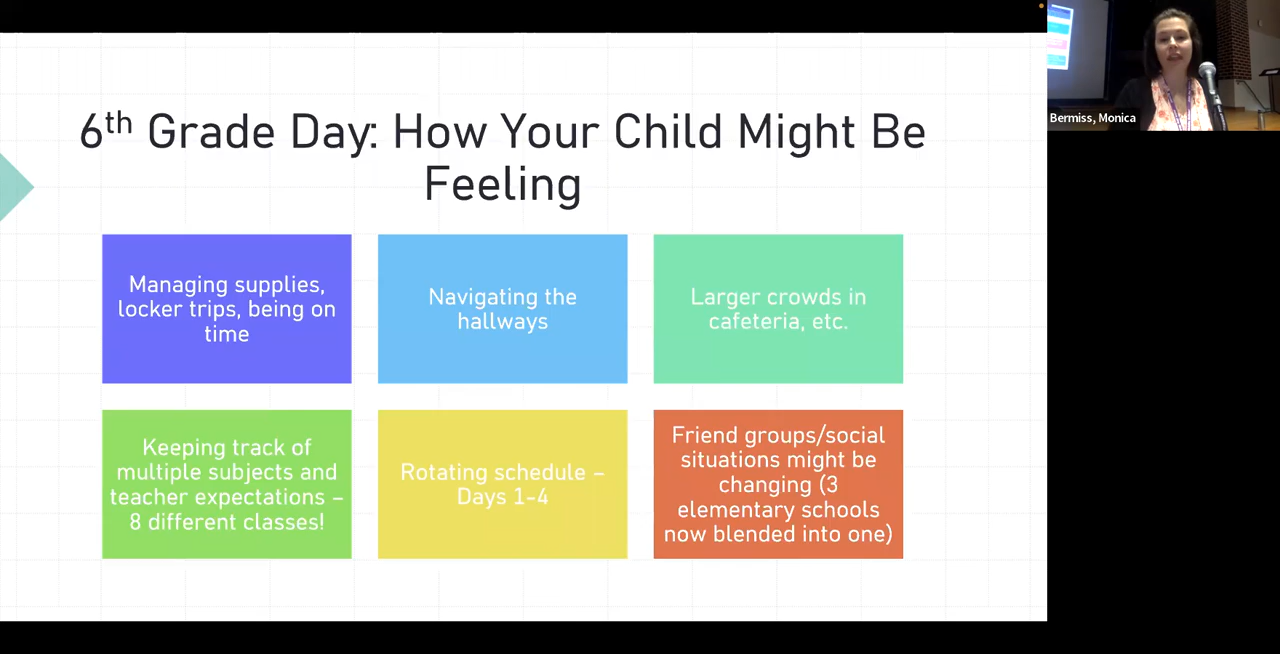 6th Grade Day: How Your Child Might Be
Feeling
Managing supplies,
locker trips, being on
time
Navigating the
hallways
Larger crowds in
cafeteria, etc.
Keeping track of
multiple subjects and
teacher expectations –
8 different classes!
Rotating schedule –
Days 1-4
Friend groups/social
situations might be
changing (3
elementary schools
now blended into one)
Bermiss, Monica